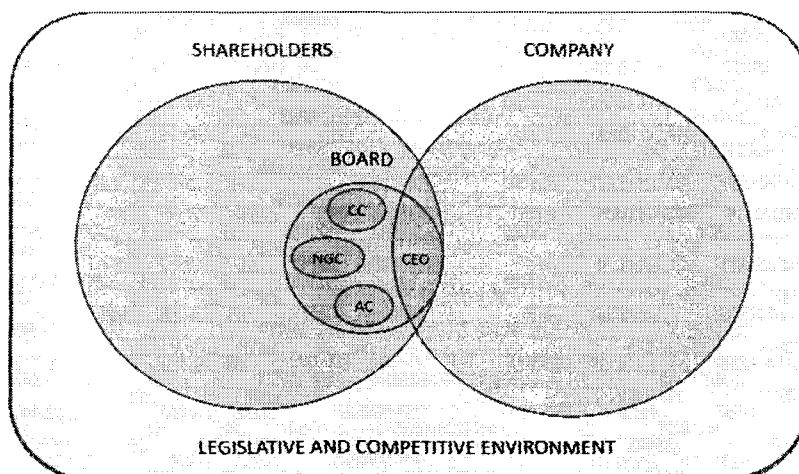 SHAREHOLDERS
COMPANY
BOARD
CC
NGC
CEO
AC
LEGISLATIVE AND COMPETITIVE ENVIRONMENT